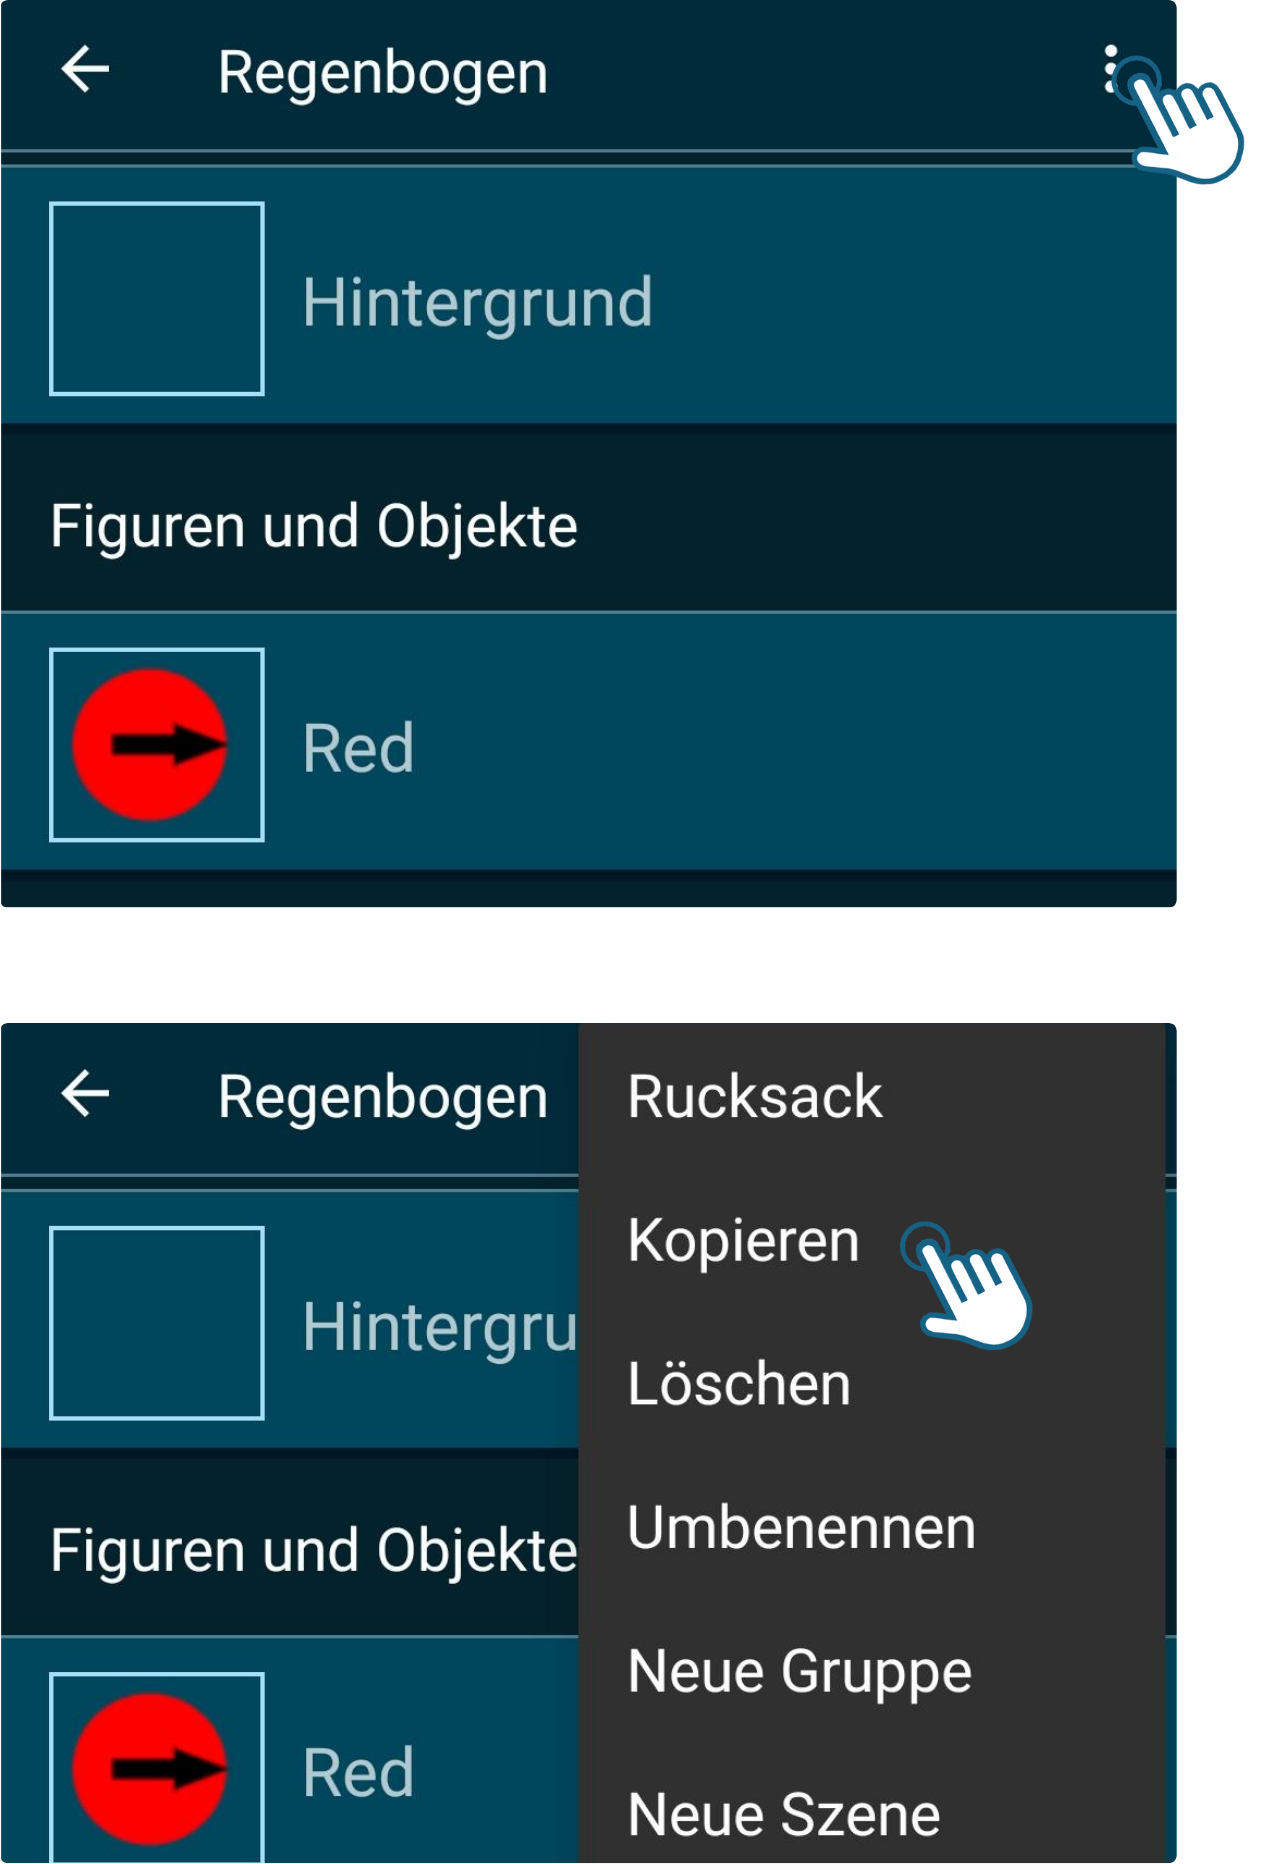 Regenbogen
Hintergrund
Figuren und Objekte
Red
Regenbogen
Rucksack
Kopieren
Hintergru
Löschen
Umbenennen
Figuren und Objekte
Neue Gruppe
Red
Neue Szene